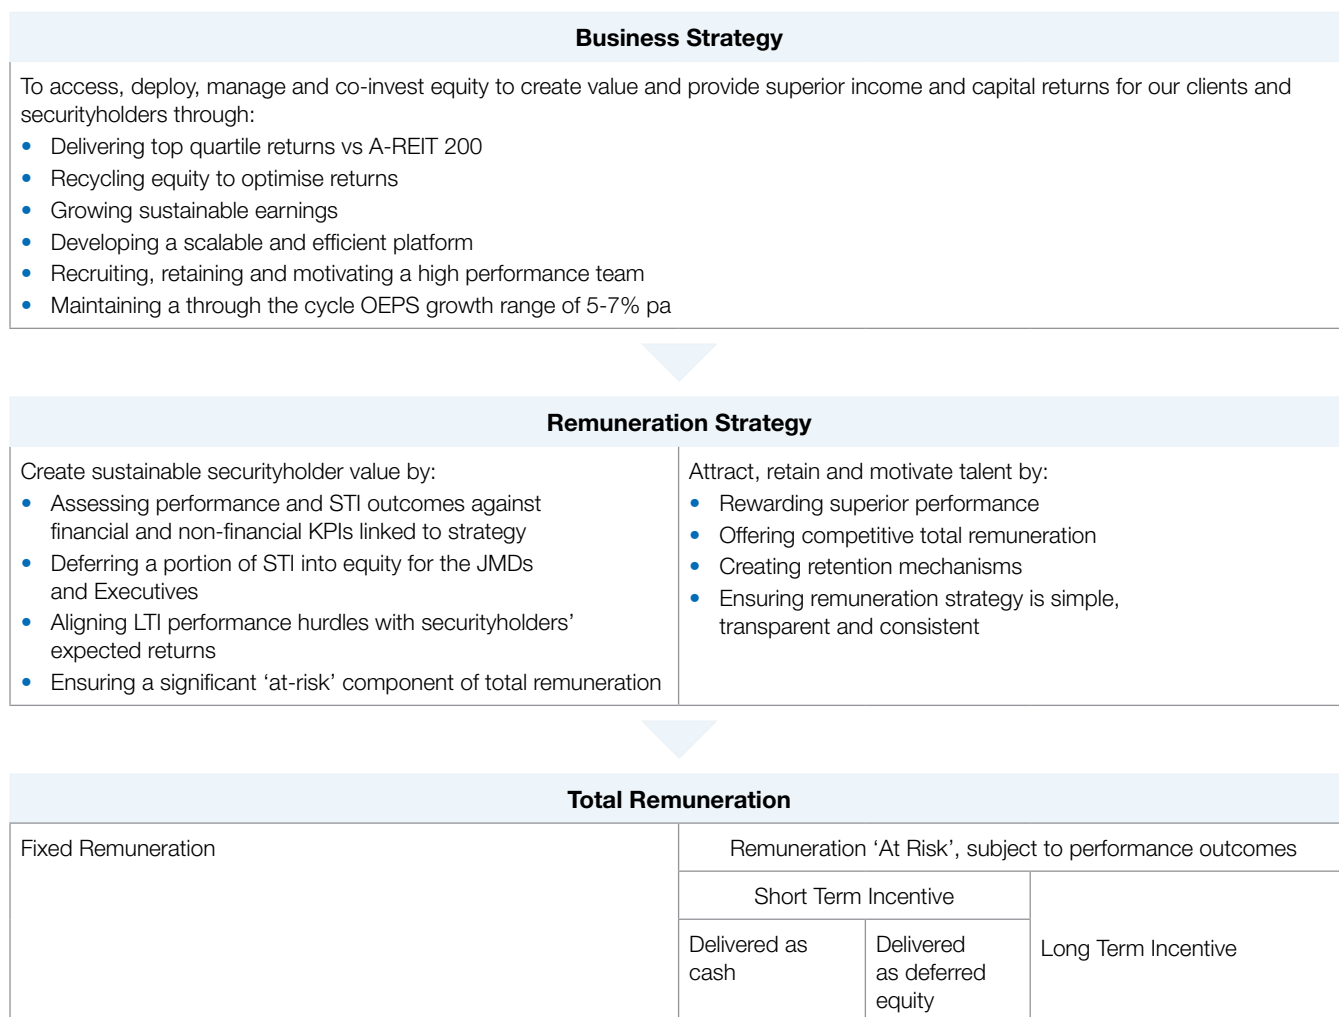 Business Strategy
To access, deploy, manage and co-invest equity to create value and provide superior income and capital returns for our clients and
securityholders through:
• Delivering top quartile returns vs A-REIT 200
• Recycling equity to optimise returns
• Growing sustainable earnings
• Developing a scalable and efficient platform
• Recruiting, retaining and motivating a high performance team
• Maintaining a through the cycle OEPS growth range of 5-7% pa
Remuneration Strategy
Create sustainable securityholder value by:
• Assessing performance and STI outcomes against
financial and non-financial KPIs linked to strategy
• Deferring a portion of STI into equity for the JMDs
and Executives
• Aligning LTI performance hurdles with securityholders’
expected returns
• Ensuring a significant ‘at-risk’ component of total remuneration
Attract, retain and motivate talent by:
• Rewarding superior performance
• Offering competitive total remuneration
• Creating retention mechanisms
• Ensuring remuneration strategy is simple,
transparent and consistent
Total Remuneration
Fixed Remuneration
Remuneration ‘At Risk’, subject to performance outcomes
Short Term Incentive
Delivered as
cash
Delivered
as deferred
equity
Long Term Incentive